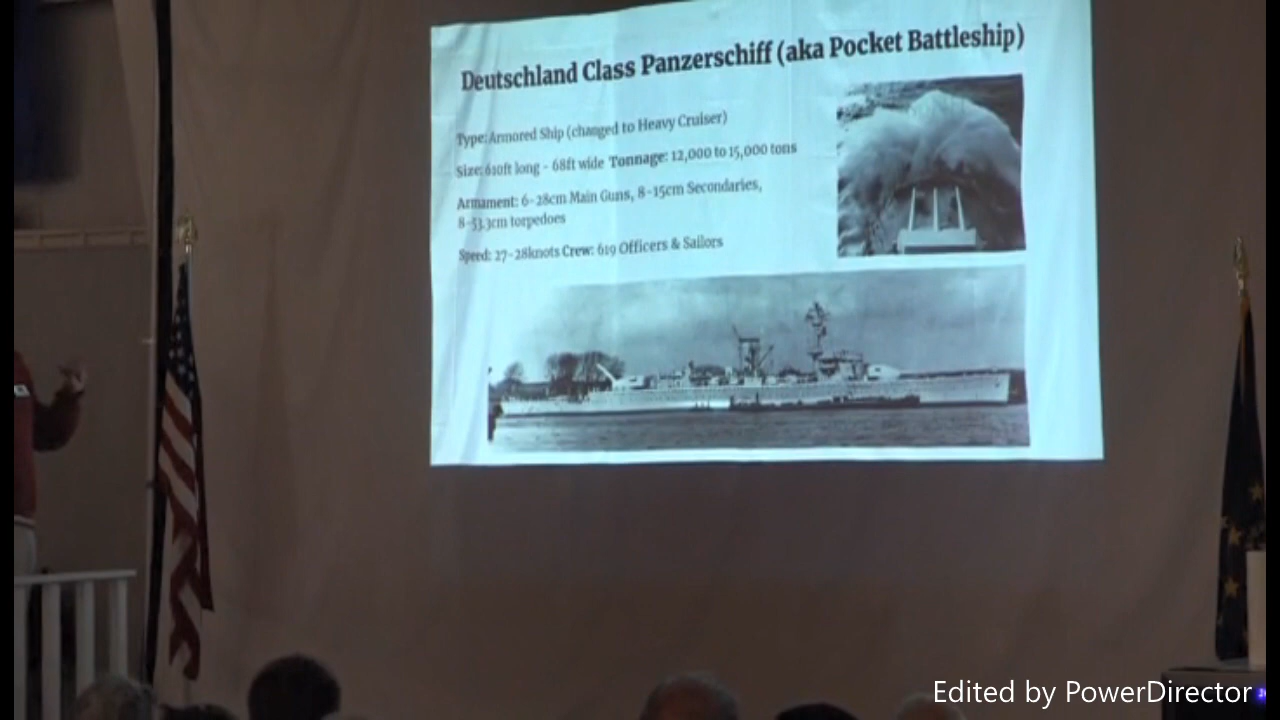 Deutschland Class Panzerschiff (aka Pocket Battleship)
Type: Armored Ship (changed to Heavy Cruiser)
Size: 610ft long - 68ft wide Tonnage: 12,000 to 15,000 tons
Armament: 6-28cm Main Guns, 8-15cm Secondaries,
8-53.3cm torpedoes
Speed: 27-28knots Crew: 619 Officers & Sailors
Edited by PowerDirector